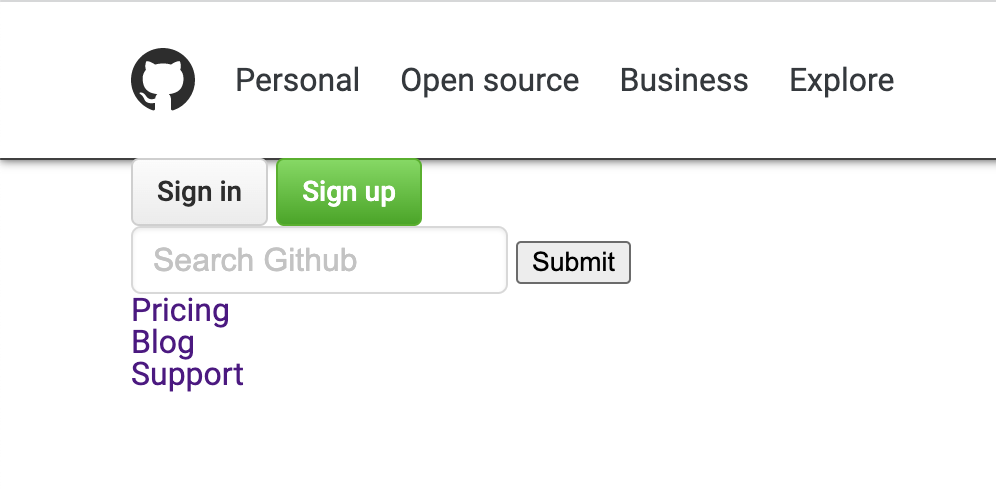 Personal Open source Business Explore
Sign in Sign up
Search Github Submit
Pricing
Blog
Support